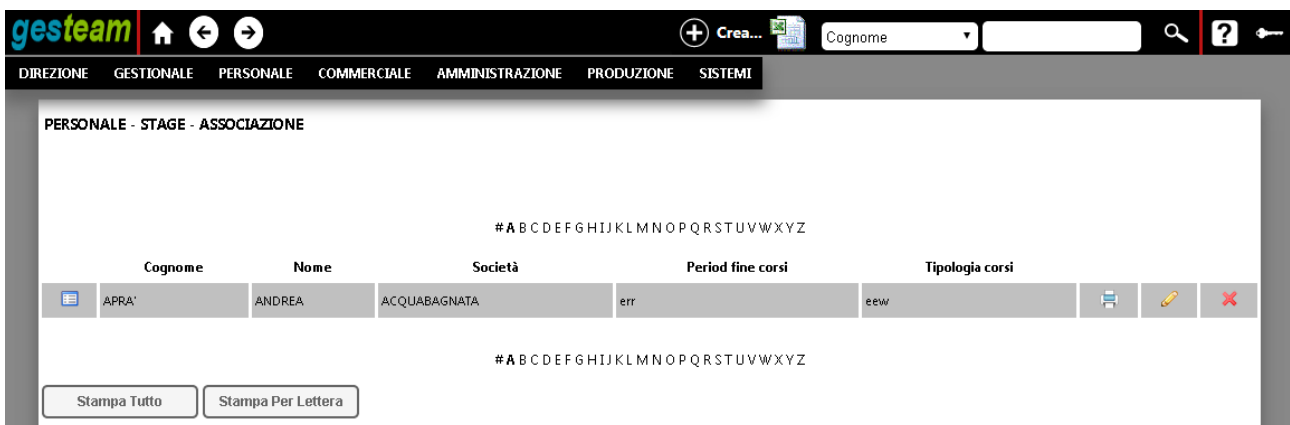 gesteam Crea... Cognome ?
DIREZIONE GESTIONALE PERSONALE COMMERCIALE AMMINISTRAZIONE PRODUZIONE SISTEMI
PERSONALE - STAGE - ASSOCIAZIONE
# A B C D E F G H I J K L M N O P Q R S T U V W X Y Z
Cognome Nome Società Period fine corsi Tipologia corsi
APRA' ANDREA ACQUABAGNATA err eew
# A B C D E F G H I J K L M N O P Q R S T U V W X Y Z
Stampa Tutto Stampa Per Lettera